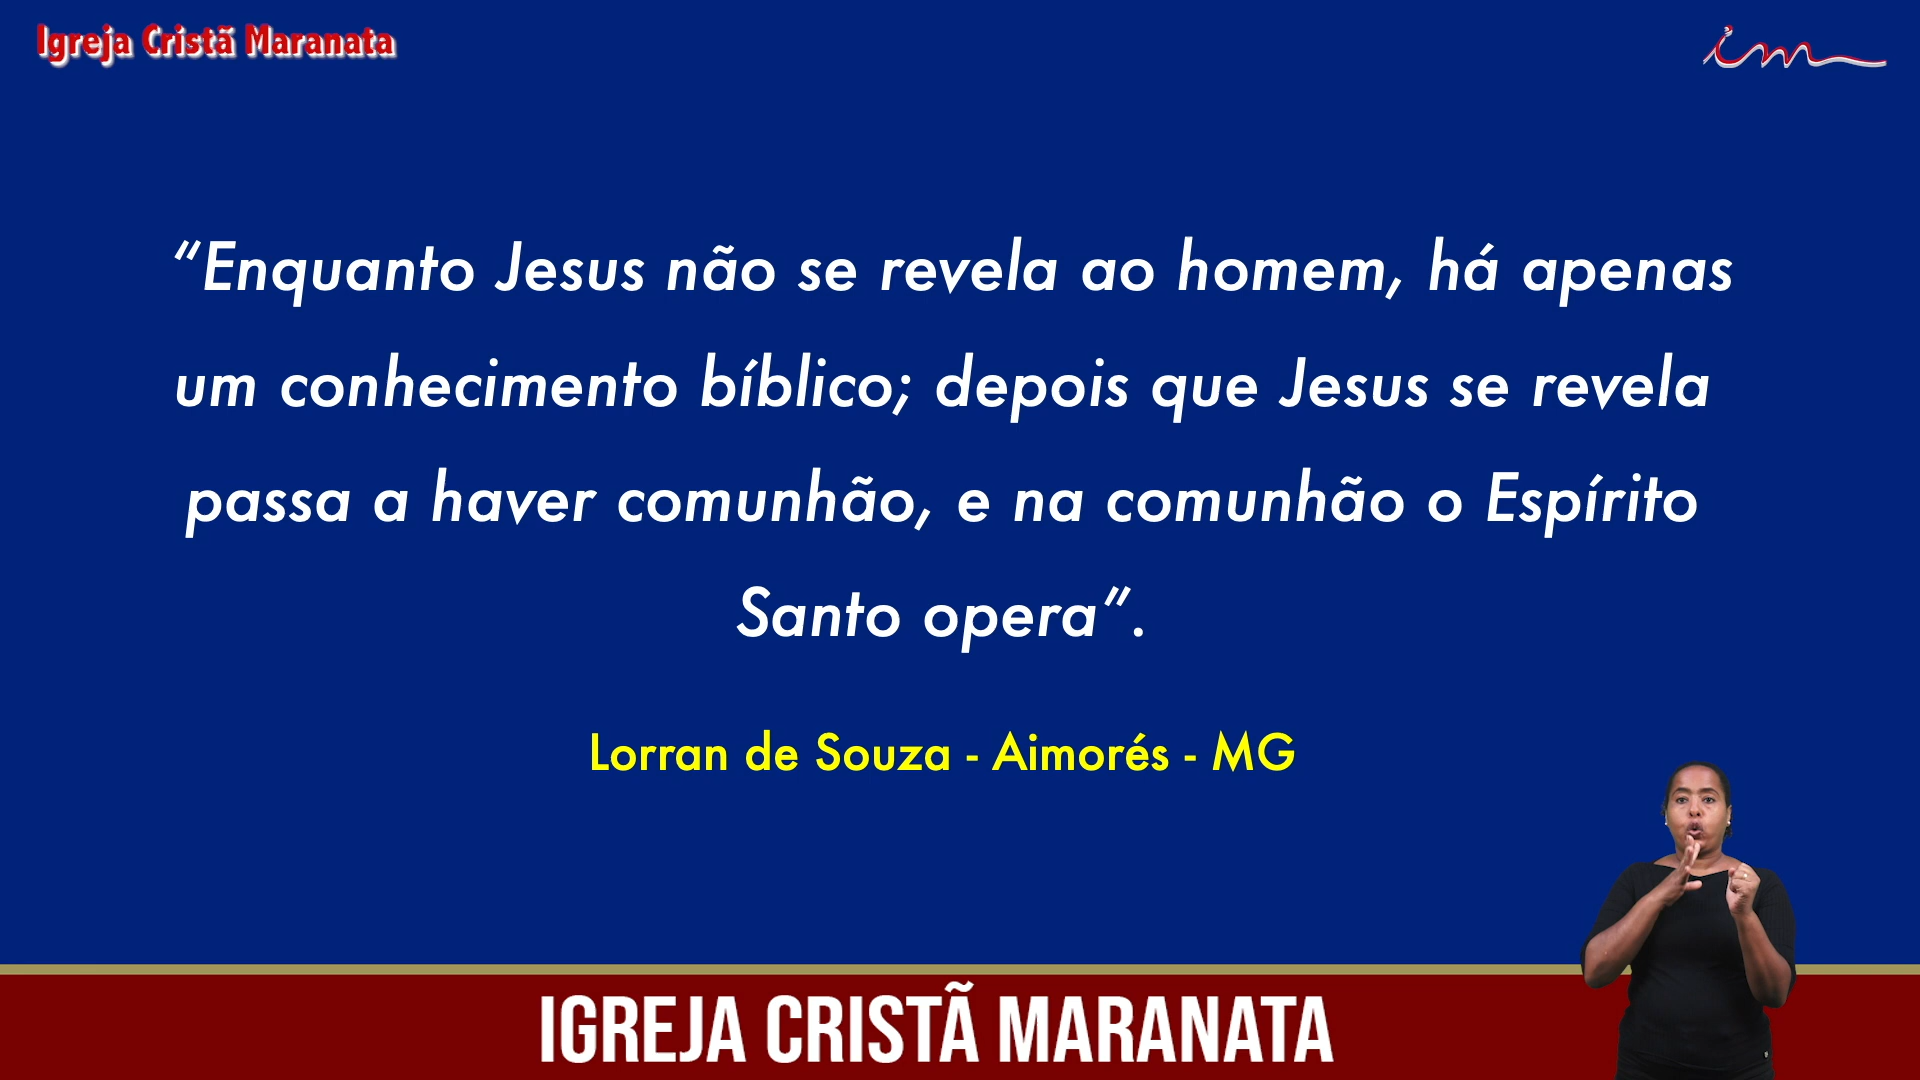 Igreja Cristã Maranata
im
“Enquanto Jesus não se revela ao homem, há apenas
um conhecimento bíblico; depois que Jesus se revela
passa a haver comunhão, e na comunhão o Espírito
Santo opera”.
Lorran de Souza - Aimorés - MG
IGREJA CRISTÃ MARANATA